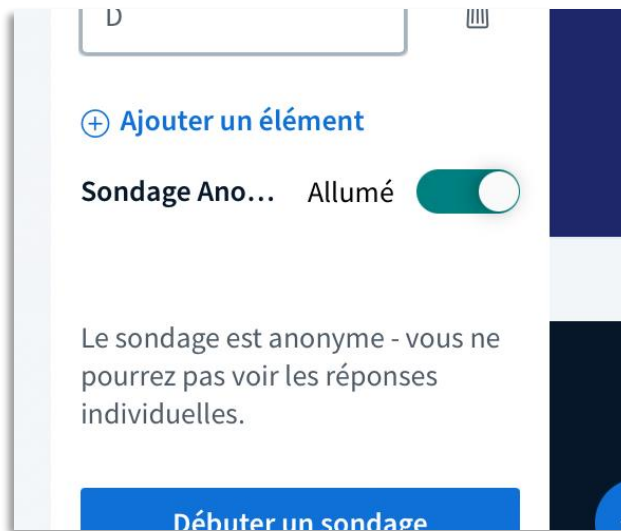 D
Ajouter un élément
Sondage Ano... Allumé
Le sondage est anonyme - vous ne
pourrez pas voir les réponses
individuelles.
Débuter un sondage